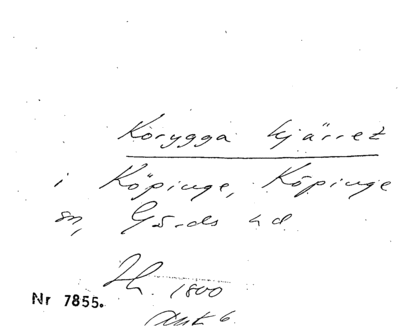 Korygga kjärret
i Köpinge, Köpinge
sn, Gärds hd
1800
Nr 7855.